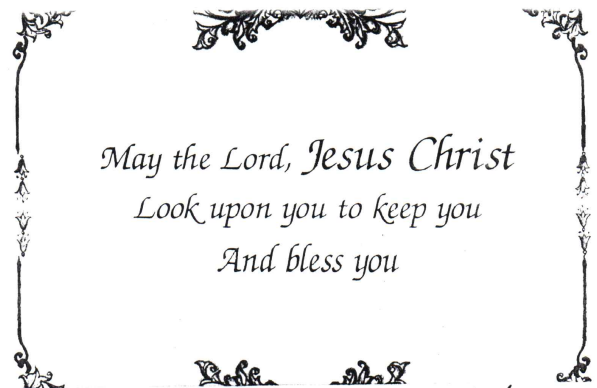 May the Lord, Jesus Christ
Look upon you to keep you
And bless you